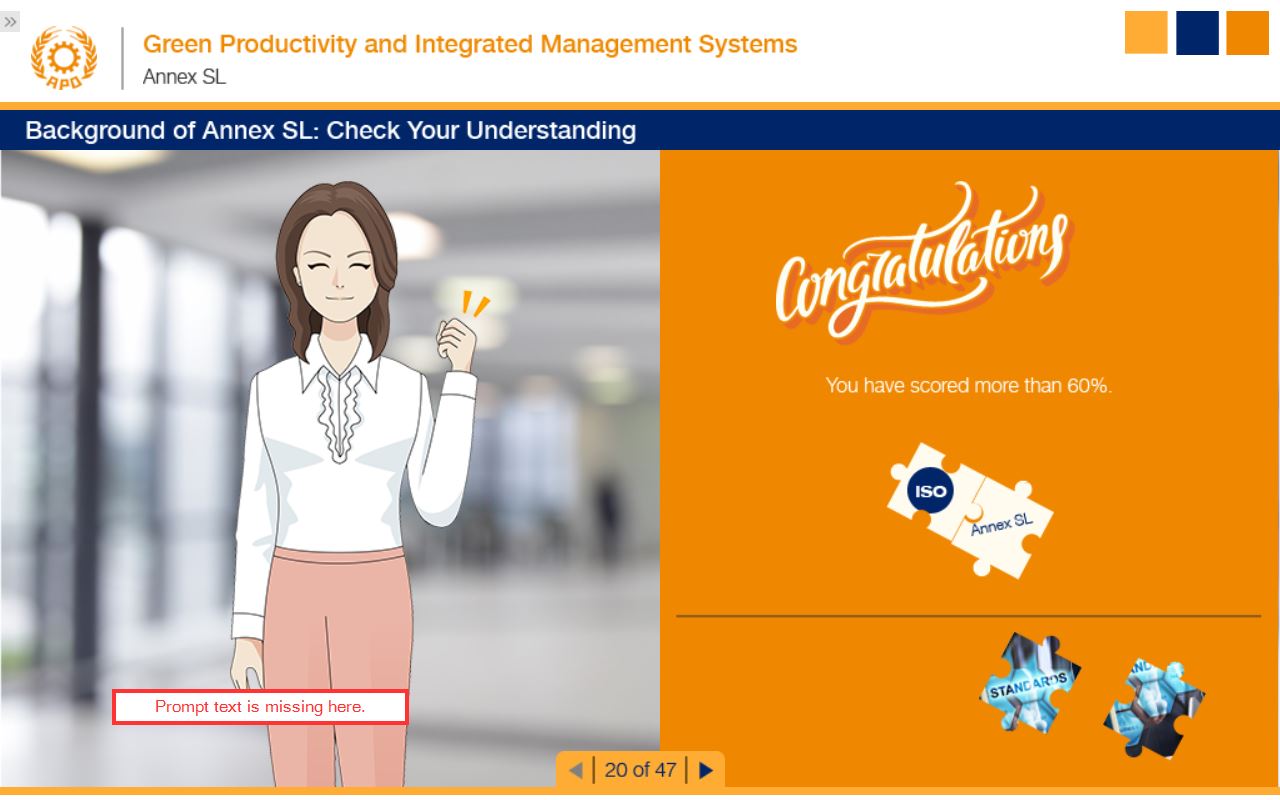 »
APO
Green Productivity and Integrated Management Systems
Annex SL
Background of Annex SL: Check Your Understanding
Congratulations
You have scored more than 60%.
ISO
Annex SL
STANDARDS
AND
Prompt text is missing here.
20 of 47